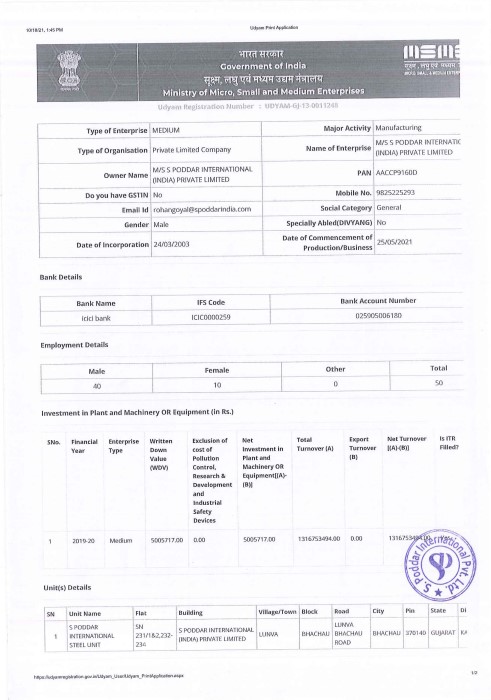 10/18/21, 1:45 PM Udyam Print Application
भारत सरकार
Government of India
सूक्ष्म, लघु एवं मध्यम उद्यम मंत्रालय
Ministry of Micro, Small and Medium Enterprises
Udyam Registration Number : UDYAM-GJ-13-0011348
Type of Enterprise MEDIUM Major Activity Manufacturing
Type of Organisation Private Limited Company Name of Enterprise M/S S PODDAR INTERNATIC
(INDIA) PRIVATE LIMITED
Owner Name M/S S PODDAR INTERNATIONAL
(INDIA) PRIVATE LIMITED PAN AACCP9160D
Do you have GSTIN No Mobile No. 9825225293
Email Id rohangoyal@spoddarindia.com Social Category General
Gender Male Specially Abled(DIVYANG) No
Date of Incorporation 24/03/2003 Date of Commencement of
Production/Business 25/05/2021
Bank Details
Bank Name IFS Code Bank Account Number
icici bank ICIC0000259 025905006180
Employment Details
Male Female Other Total
40 10 0 50
Investment in Plant and Machinery OR Equipment (in Rs.)
SNo. Financial Year Enterprise Type Written Down Value (WDV) Exclusion of cost of Pollution Control, Research & Development and Industrial Safety Devices Net Investment in Plant and Machinery OR Equipment[(A)-(B)] Total Turnover (A) Export Turnover (B) Net Turnover [(A)-(B)] Is ITR Filled?
1 2019-20 Medium 5005717.00 0.00 5005717.00 1316753494.00 0.00 1316753494.00
S. Poddar International Pvt. Ltd.
Unit(s) Details
SN Unit Name Flat Building Village/Town Block Road City Pin State Di
1 S PODDAR INTERNATIONAL STEEL UNIT SN 231/1&2,232-234 S PODDAR INTERNATIONAL (INDIA) PRIVATE LIMITED LUNVA BHACHAU LUNVA BHACHAU ROAD BHACHAU 370140 GUJARAT
https://udyamregistration.gov.in/Udyam_User/Udyam_PrintApplication.aspx 1/2